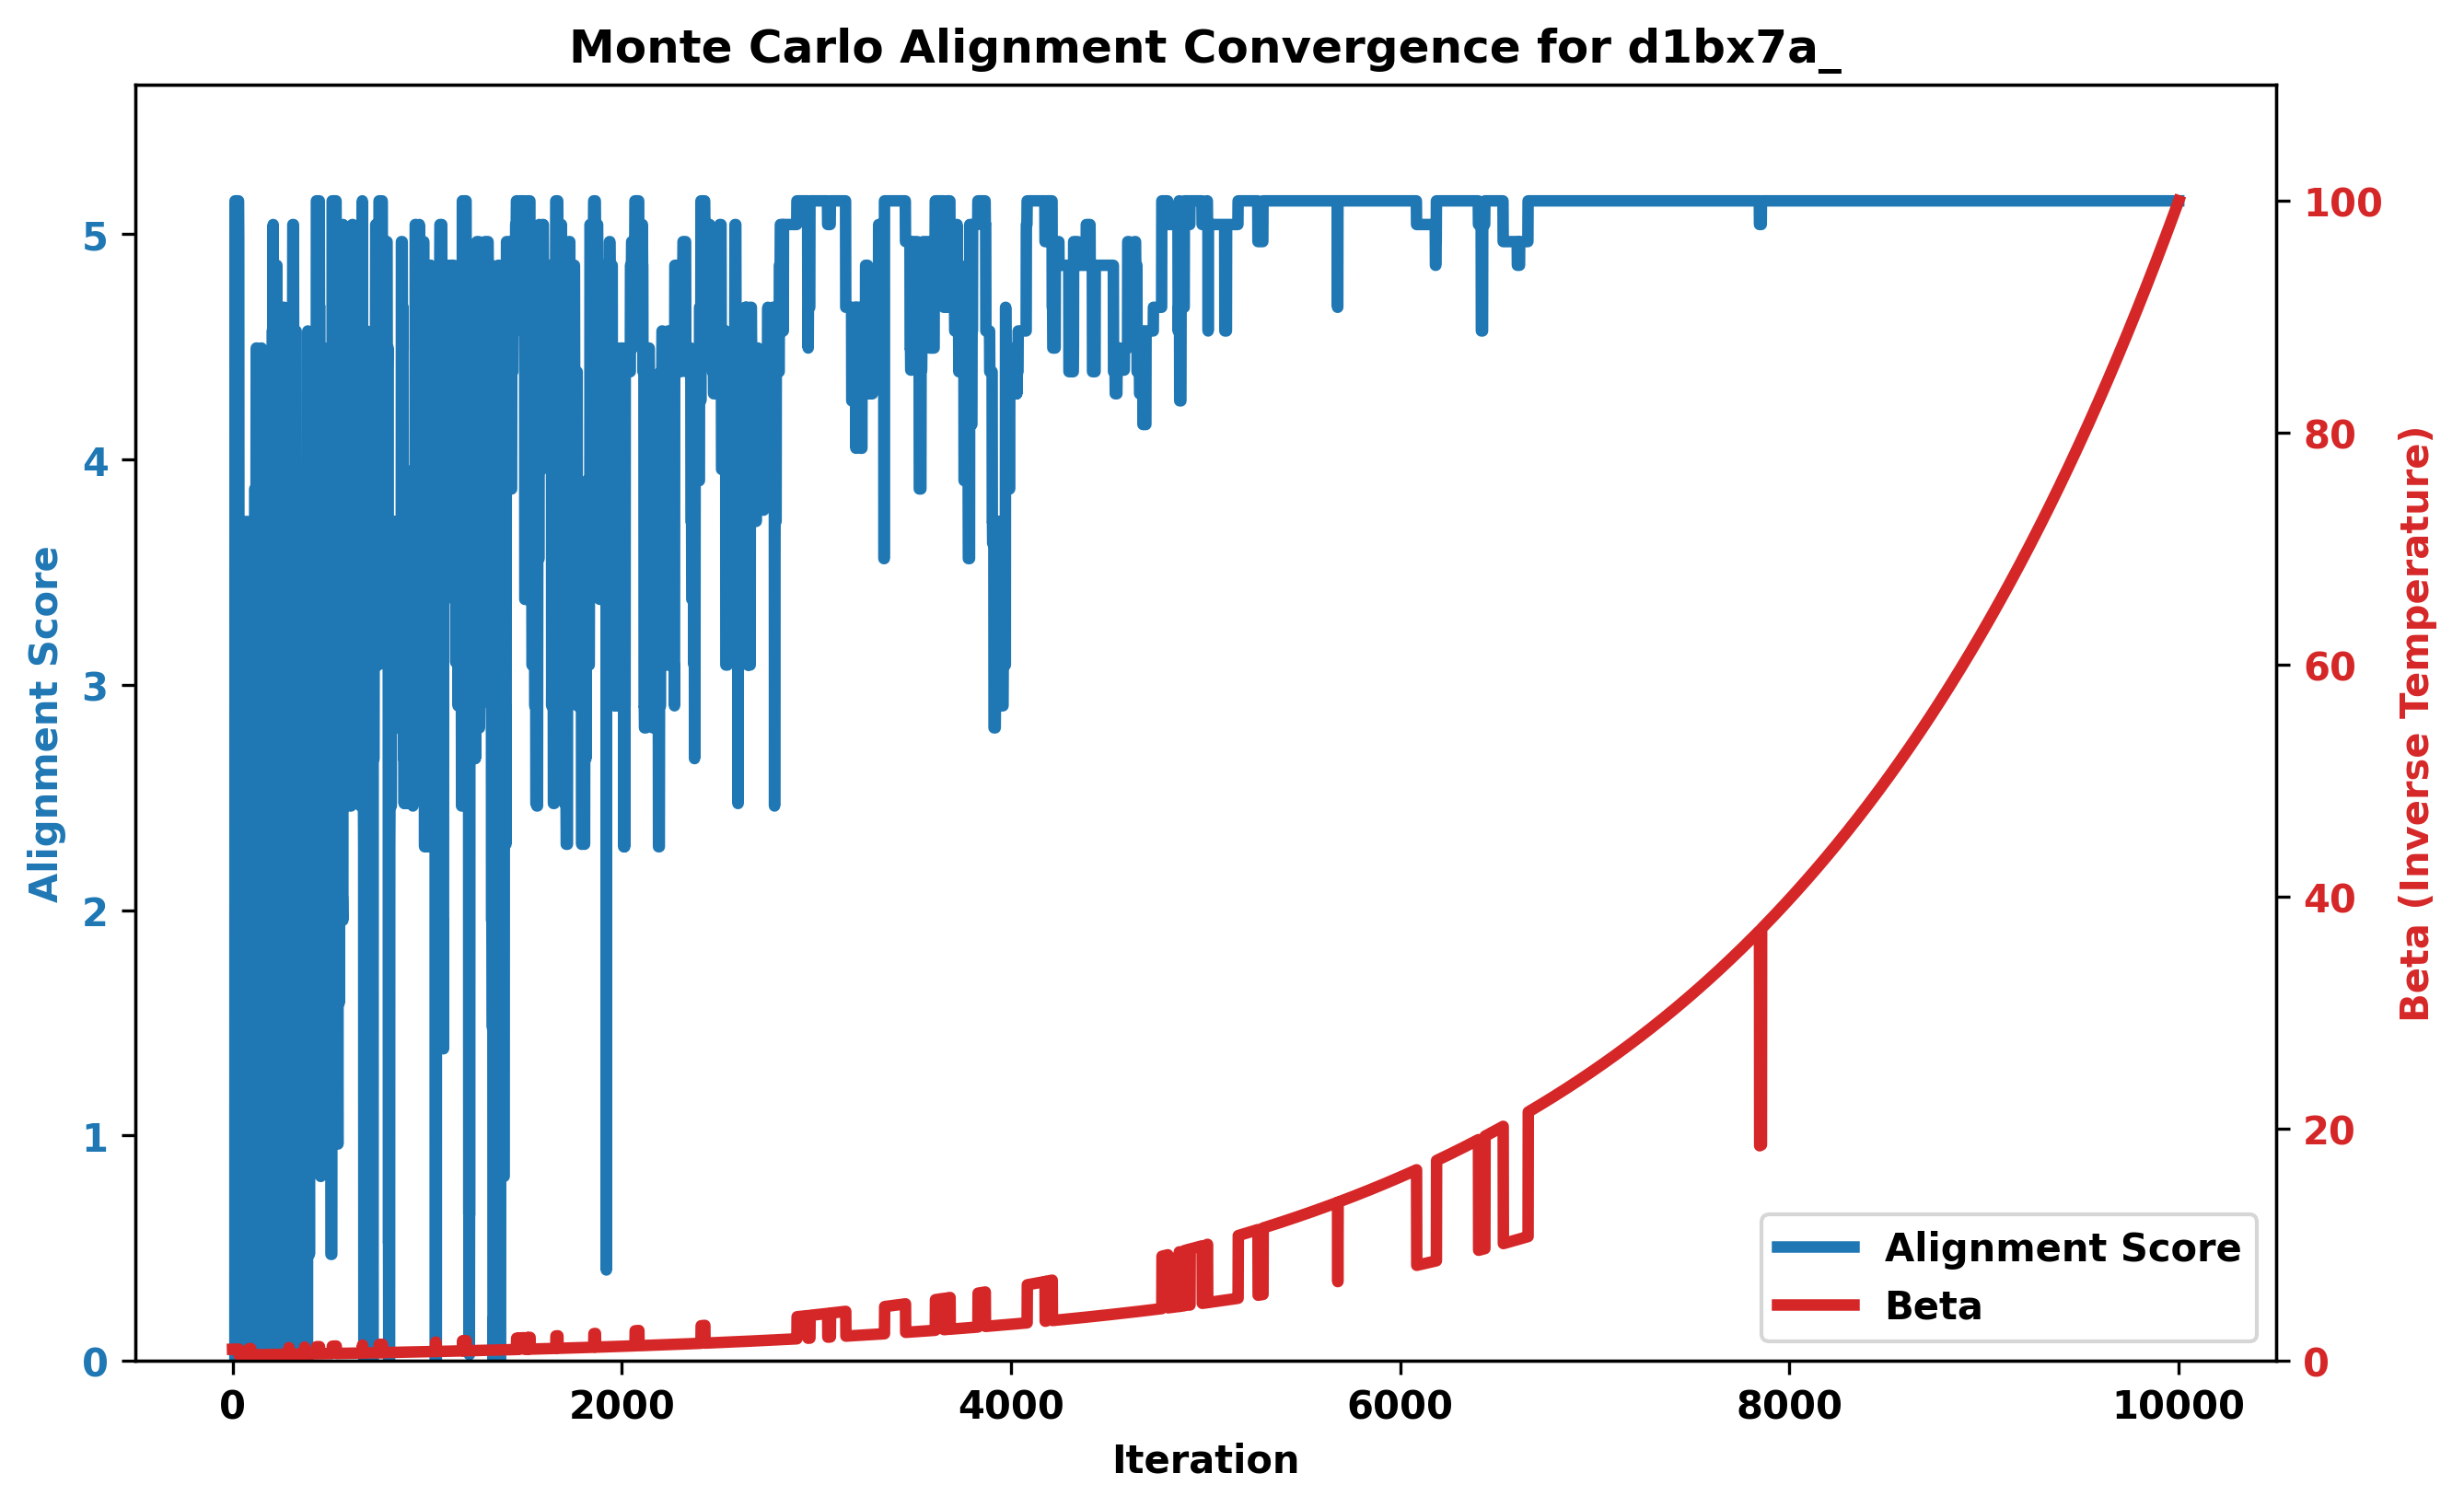 Monte Carlo Alignment Convergence for d1bx7a_
Alignment Score
5
4
3
2
1
0
100
80
60
40
20
0
Beta (Inverse Temperature)
Alignment Score
Beta
0 2000 4000 6000 8000 10000
Iteration